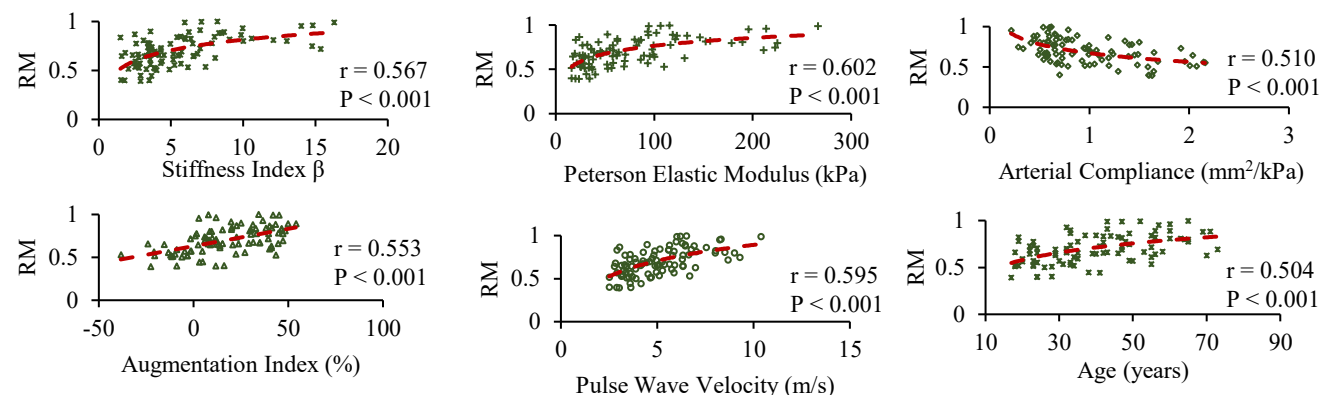 RM
1
0.5
0
0
5
10
15
20
r = 0.567
P < 0.001
Stiffness Index β
RM
1
0.5
0
0
100
200
300
r = 0.602
P < 0.001
Peterson Elastic Modulus (kPa)
RM
1
0.5
0
0
1
2
3
r = 0.510
P < 0.001
Arterial Compliance (mm²/kPa)
RM
1
0.5
0
-50
0
50
100
r = 0.553
P < 0.001
Augmentation Index (%)
RM
1
0.5
0
0
5
10
15
r = 0.595
P < 0.001
Pulse Wave Velocity (m/s)
RM
1
0.5
0
10
30
50
70
90
r = 0.504
P < 0.001
Age (years)